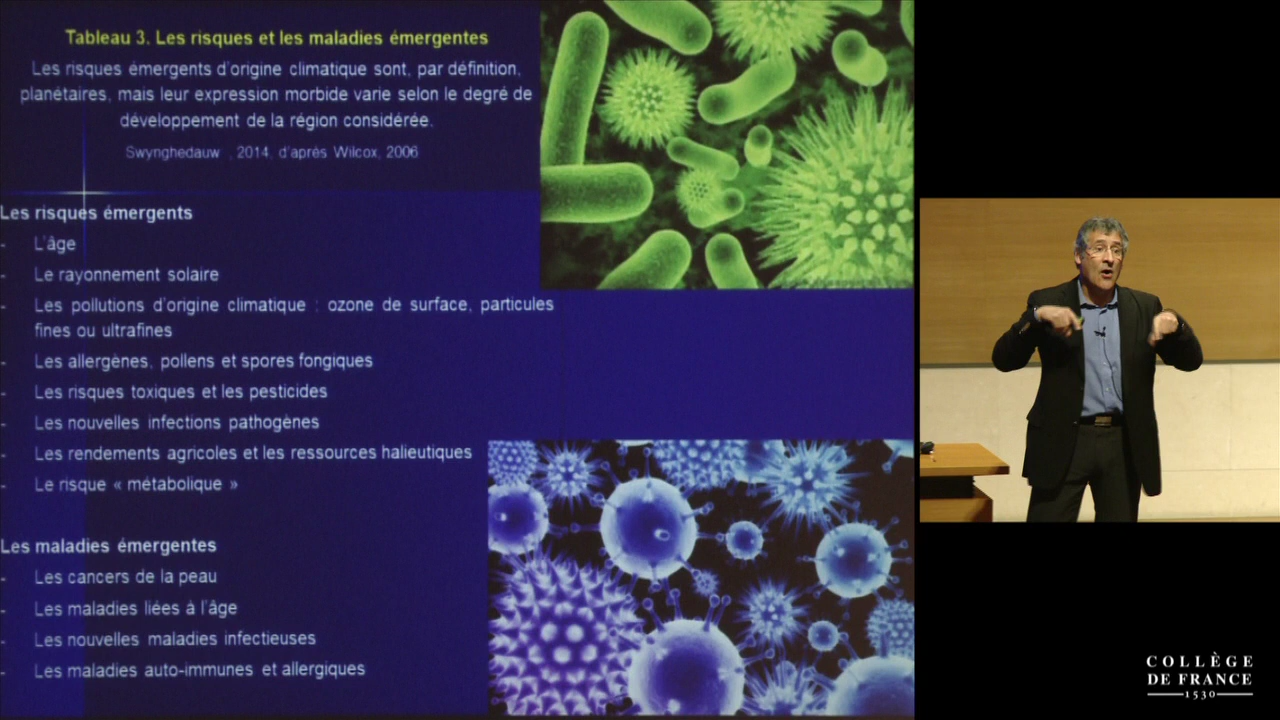 Tableau 3. Les risques et les maladies émergentes
Les risques émergents d'origine climatique sont, par définition,
planétaires, mais leur expression morbide varie selon le degré de
développement de la région considérée.
Swynghedauw , 2014, d'après Wilcox, 2006
Les risques émergents
- L'âge
- Le rayonnement solaire
- Les pollutions d'origine climatique : ozone de surface, particules
fines ou ultrafines
- Les allergènes, pollens et spores fongiques
- Les risques toxiques et les pesticides
- Les nouvelles infections pathogènes
- Les rendements agricoles et les ressources halieutiques
- Le risque « métabolique »
Les maladies émergentes
- Les cancers de la peau
- Les maladies liées à l'âge
- Les nouvelles maladies infectieuses
- Les maladies auto-immunes et allergiques
COLLÈGE
DE FRANCE
1530